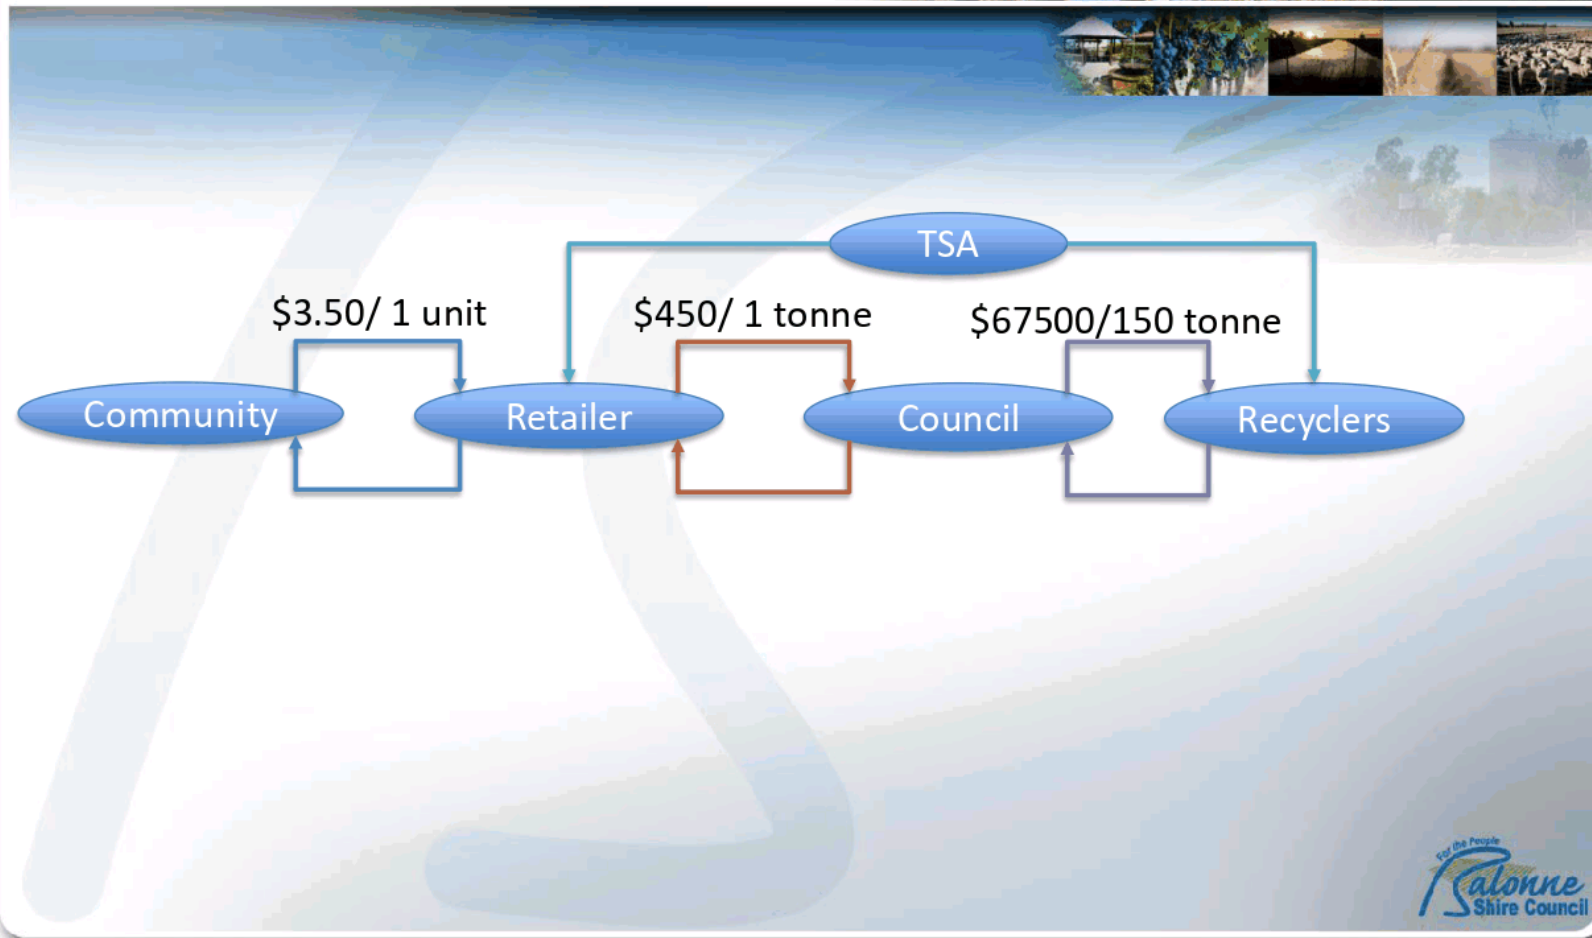 TSA
$3.50/ 1 unit
$450/ 1 tonne
$67500/150 tonne
Community
Retailer
Council
Recyclers
For the People
Balonne
Shire Council